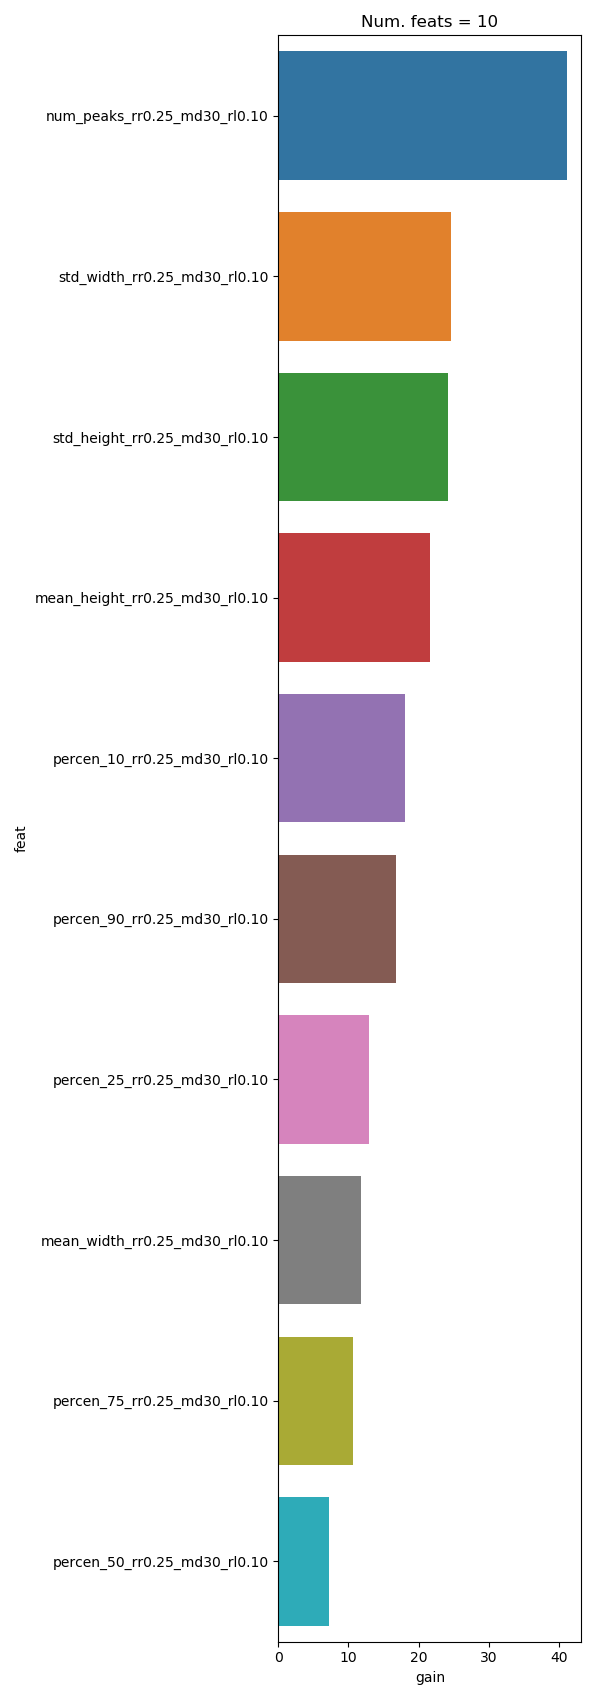 Num. feats = 10
num_peaks_rr0.25_md30_rl0.10
std_width_rr0.25_md30_rl0.10
std_height_rr0.25_md30_rl0.10
mean_height_rr0.25_md30_rl0.10
percen_10_rr0.25_md30_rl0.10
feat
percen_90_rr0.25_md30_rl0.10
percen_25_rr0.25_md30_rl0.10
mean_width_rr0.25_md30_rl0.10
percen_75_rr0.25_md30_rl0.10
percen_50_rr0.25_md30_rl0.10
0 10 20 30 40
gain